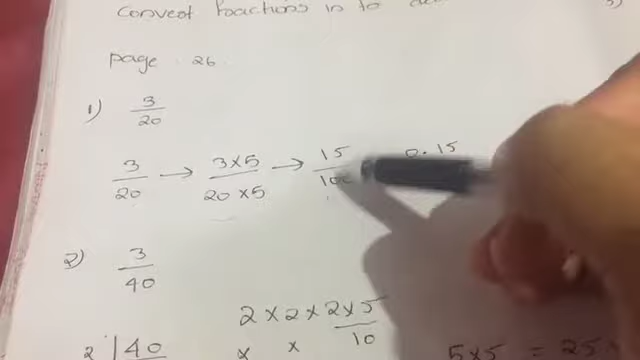 convert fractions in to
page 26
1) 3/20
3/20 → 3×5/20×5 → 15/100 0.15
2) 3/40
2 × 2 × 2 × 5
10
2 | 40 × × 5×5 = 25